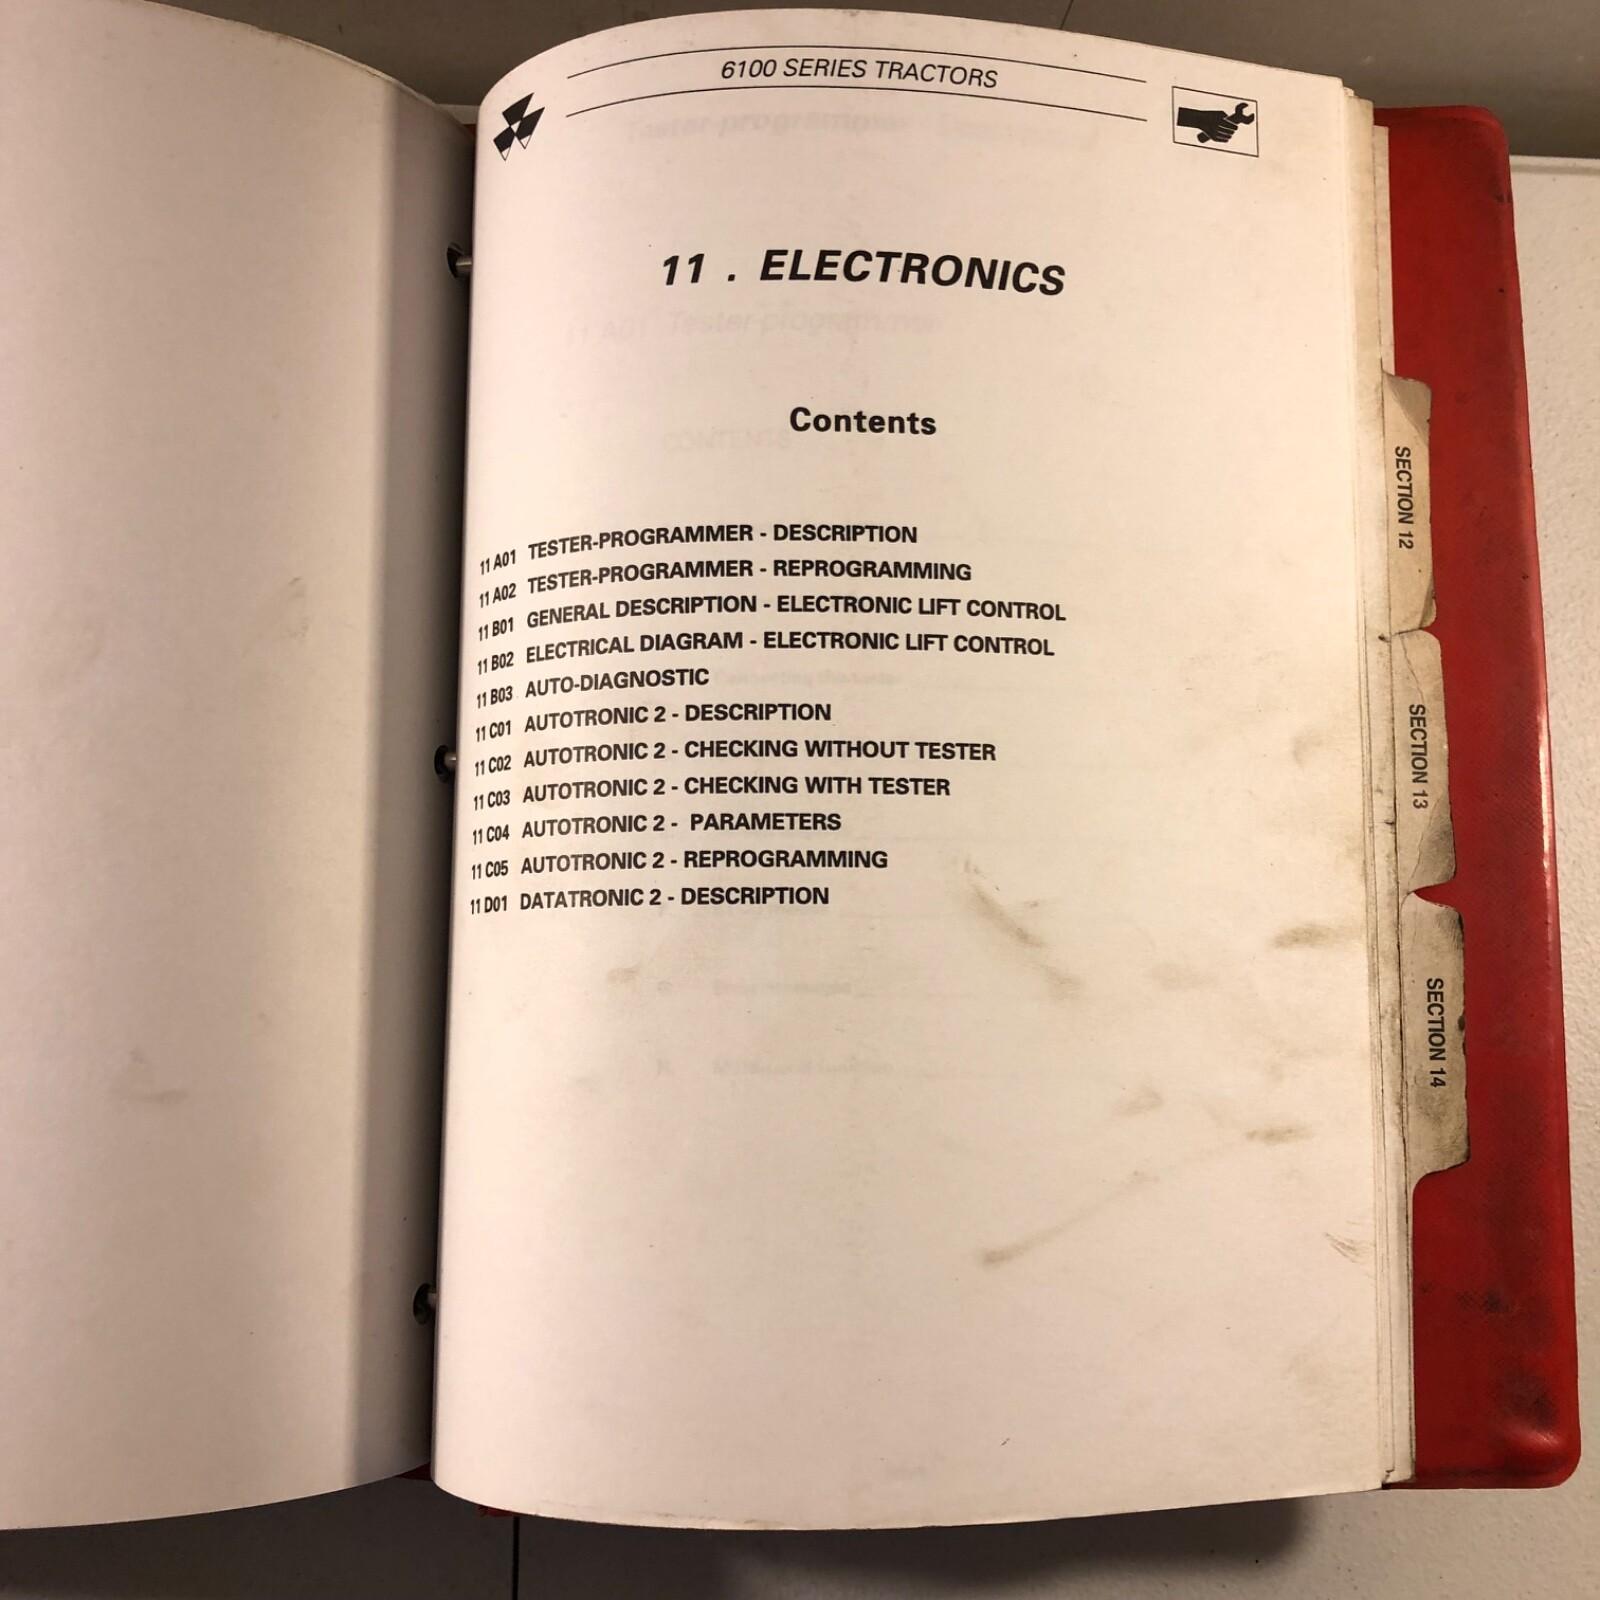 6100 SERIES TRACTORS
11 . ELECTRONICS
Contents
11 A01 TESTER-PROGRAMMER - DESCRIPTION
11 A02 TESTER-PROGRAMMER - REPROGRAMMING
11 B01 GENERAL DESCRIPTION - ELECTRONIC LIFT CONTROL
11 B02 ELECTRICAL DIAGRAM - ELECTRONIC LIFT CONTROL
11 B03 AUTO-DIAGNOSTIC
11 C01 AUTOTRONIC 2 - DESCRIPTION
11 C02 AUTOTRONIC 2 - CHECKING WITHOUT TESTER
11 C03 AUTOTRONIC 2 - CHECKING WITH TESTER
11 C04 AUTOTRONIC 2 - PARAMETERS
11 C05 AUTOTRONIC 2 - REPROGRAMMING
11 D01 DATATRONIC 2 - DESCRIPTION
SECTION 12
SECTION 13
SECTION 14